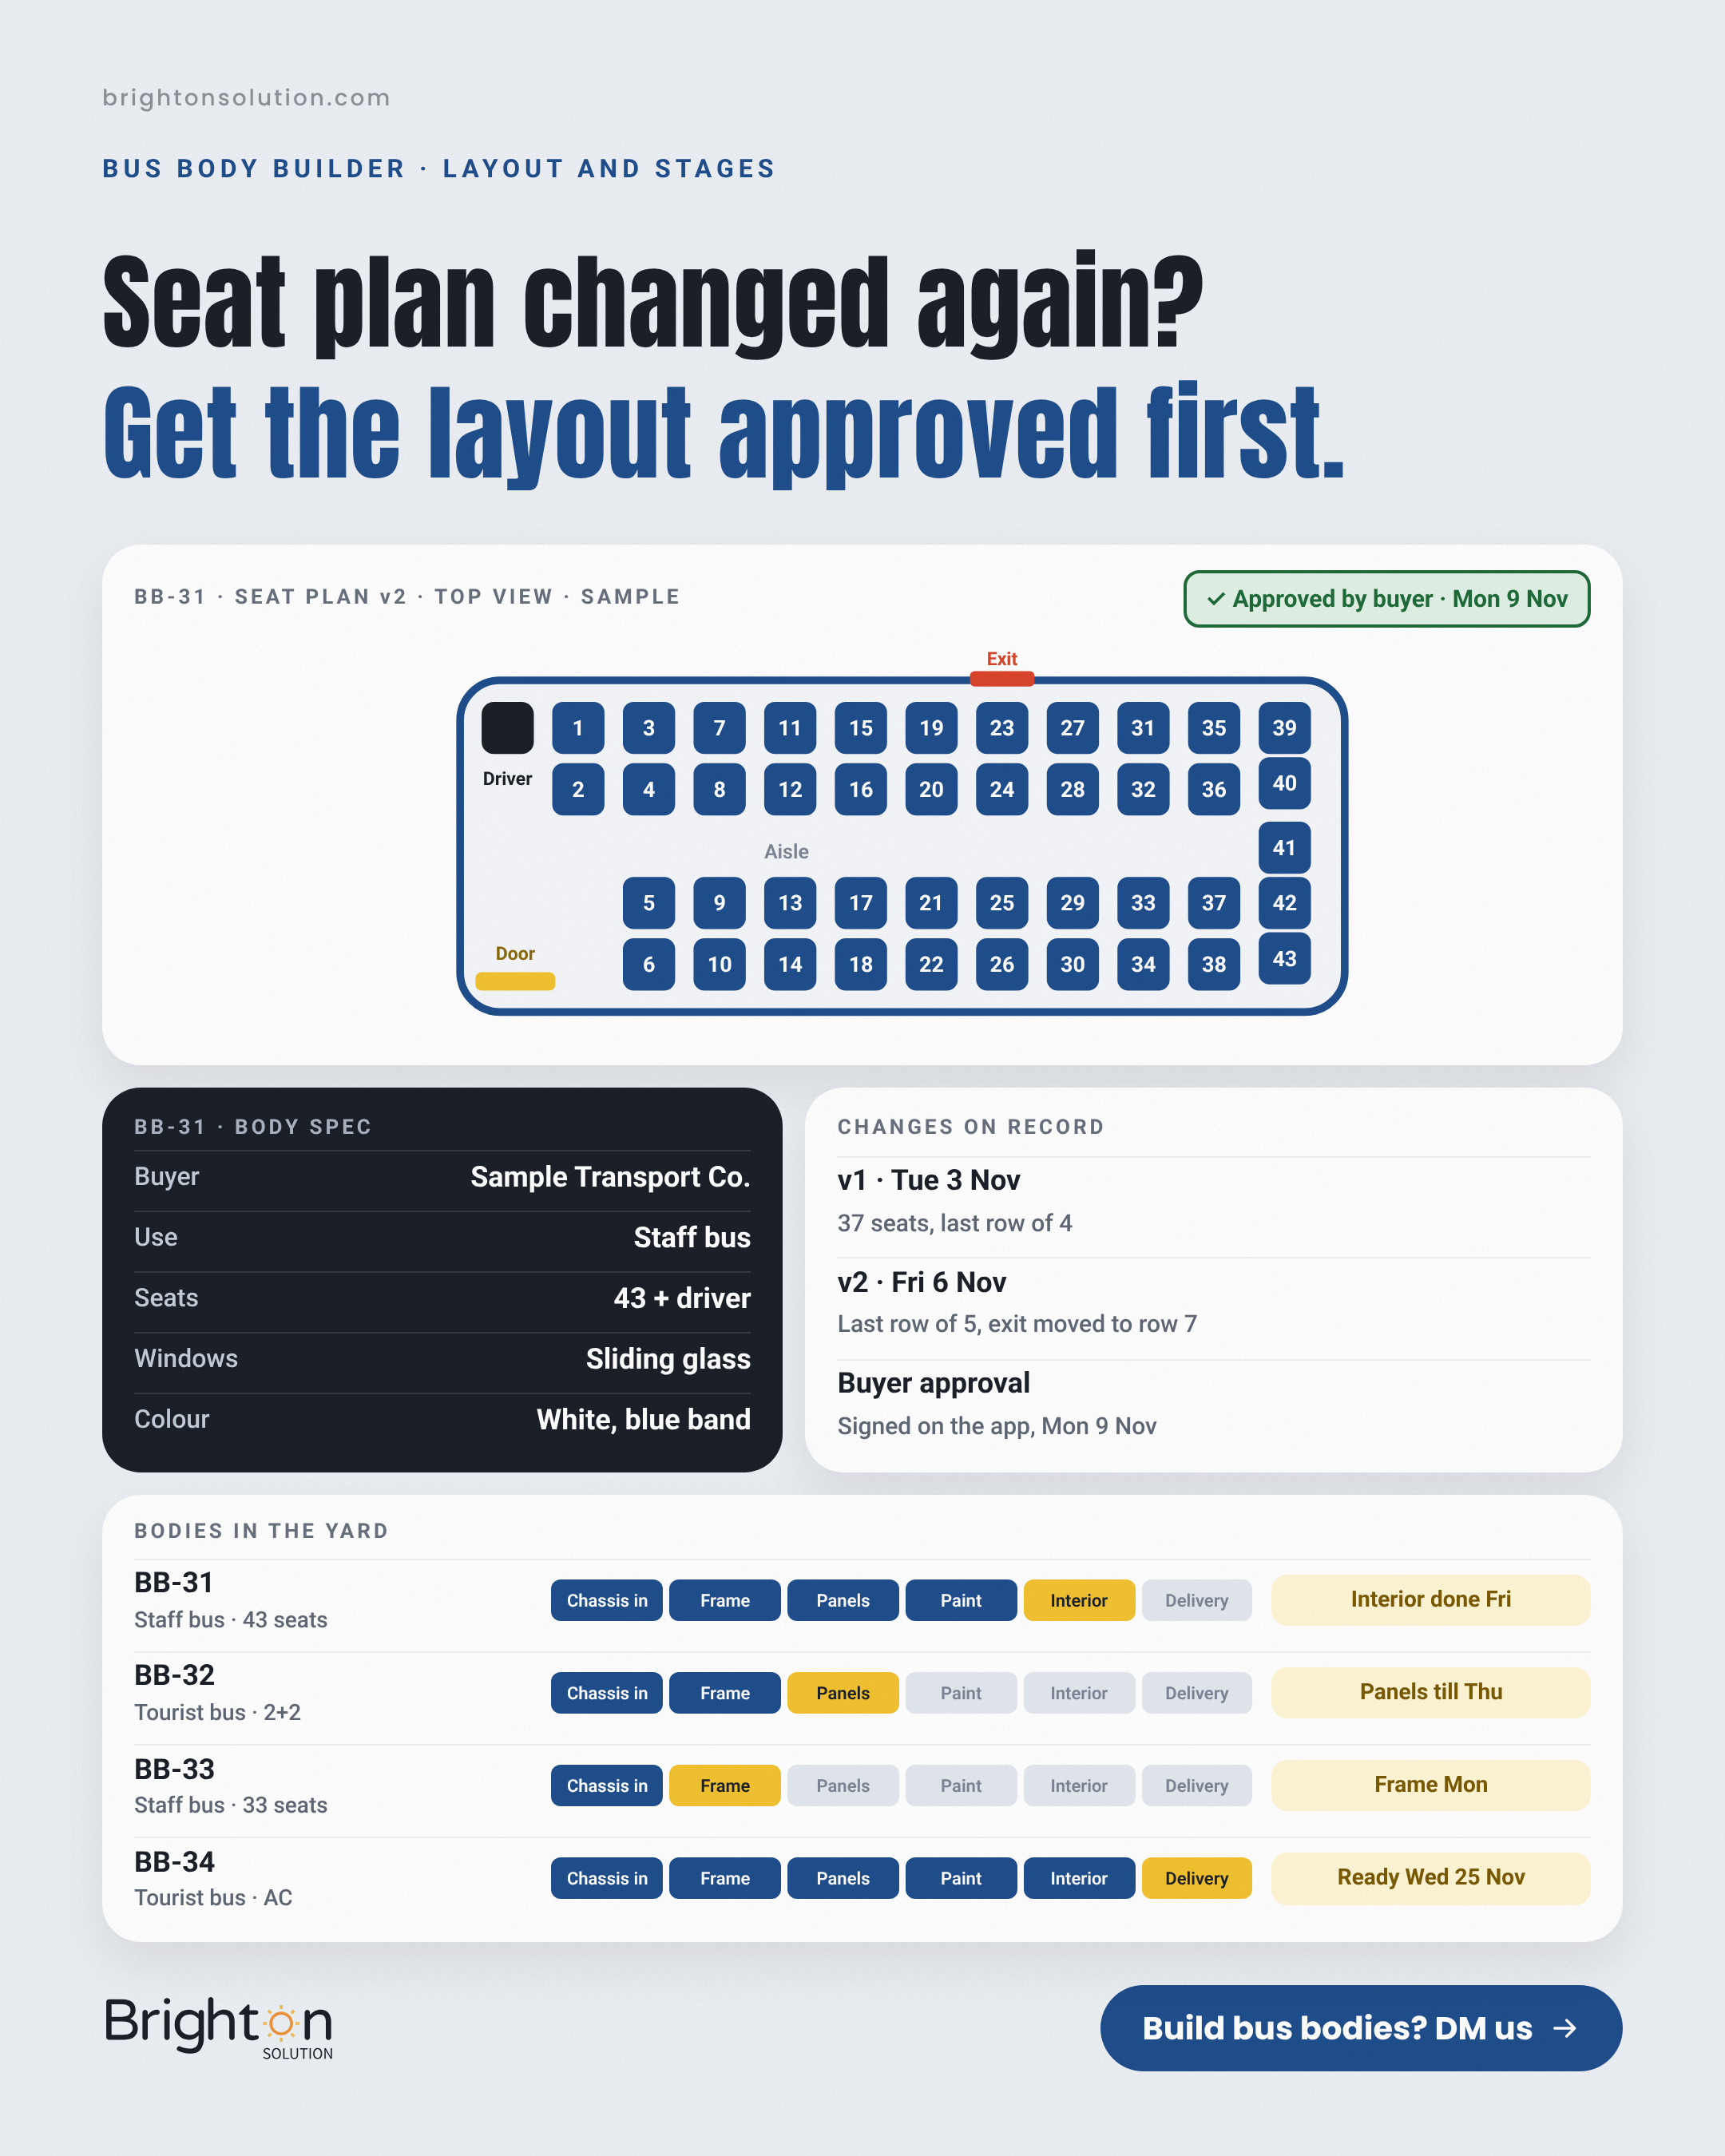 brightonsolution.com
BUS BODY BUILDER · LAYOUT AND STAGES
Seat plan changed again?
Get the layout approved first.
BB-31 · SEAT PLAN v2 · TOP VIEW · SAMPLE
✓ Approved by buyer · Mon 9 Nov
Exit
1 3 7 11 15 19 23 27 31 35 39
Driver
2 4 8 12 16 20 24 28 32 36 40
Aisle
41
5 9 13 17 21 25 29 33 37 42
Door
6 10 14 18 22 26 30 34 38 43
BB-31 · BODY SPEC
Buyer Sample Transport Co.
Use Staff bus
Seats 43 + driver
Windows Sliding glass
Colour White, blue band
CHANGES ON RECORD
v1 · Tue 3 Nov
37 seats, last row of 4
v2 · Fri 6 Nov
Last row of 5, exit moved to row 7
Buyer approval
Signed on the app, Mon 9 Nov
BODIES IN THE YARD
BB-31
Staff bus · 43 seats
Chassis in Frame Panels Paint Interior Delivery Interior done Fri
BB-32
Tourist bus · 2+2
Chassis in Frame Panels Paint Interior Delivery Panels till Thu
BB-33
Staff bus · 33 seats
Chassis in Frame Panels Paint Interior Delivery Frame Mon
BB-34
Tourist bus · AC
Chassis in Frame Panels Paint Interior Delivery Ready Wed 25 Nov
Brighton
SOLUTION
Build bus bodies? DM us →